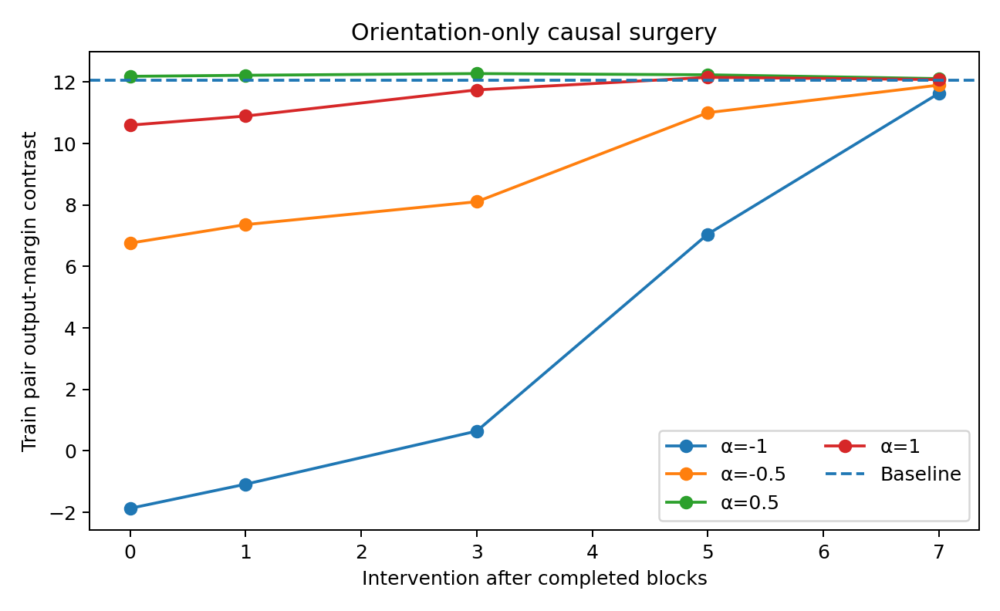 Orientation-only causal surgery
Train pair output-margin contrast
12
10
8
6
4
2
0
−2
0 1 2 3 4 5 6 7
Intervention after completed blocks
α=-1
α=-0.5
α=0.5
α=1
Baseline